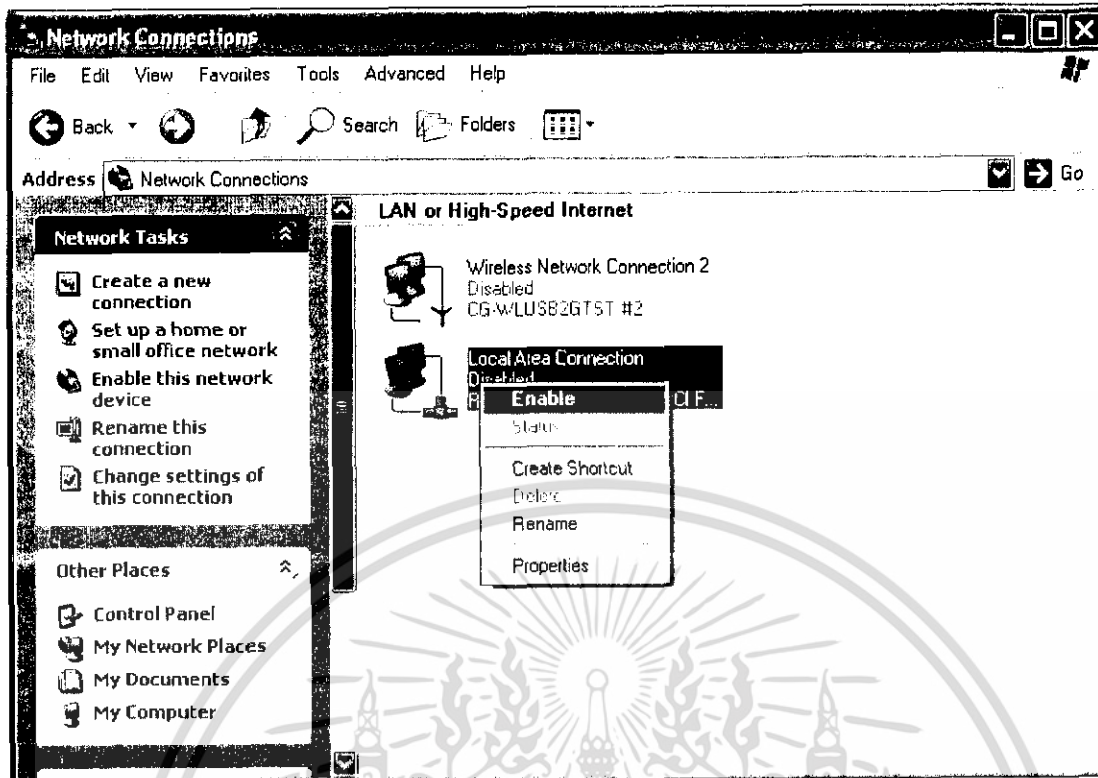 Network Connections
File Edit View Favorites Tools Advanced Help
Back Search Folders
Address Network Connections Go
Network Tasks
Create a new
connection
Set up a home or
small office network
Enable this network
device
Rename this
connection
Change settings of
this connection
Other Places
Control Panel
My Network Places
My Documents
My Computer
LAN or High-Speed Internet
Wireless Network Connection 2
Disabled
CG-WLUSB2GTST #2
Local Area Connection
Disabled
R CI F...
Enable
Status
Create Shortcut
Delete
Rename
Properties